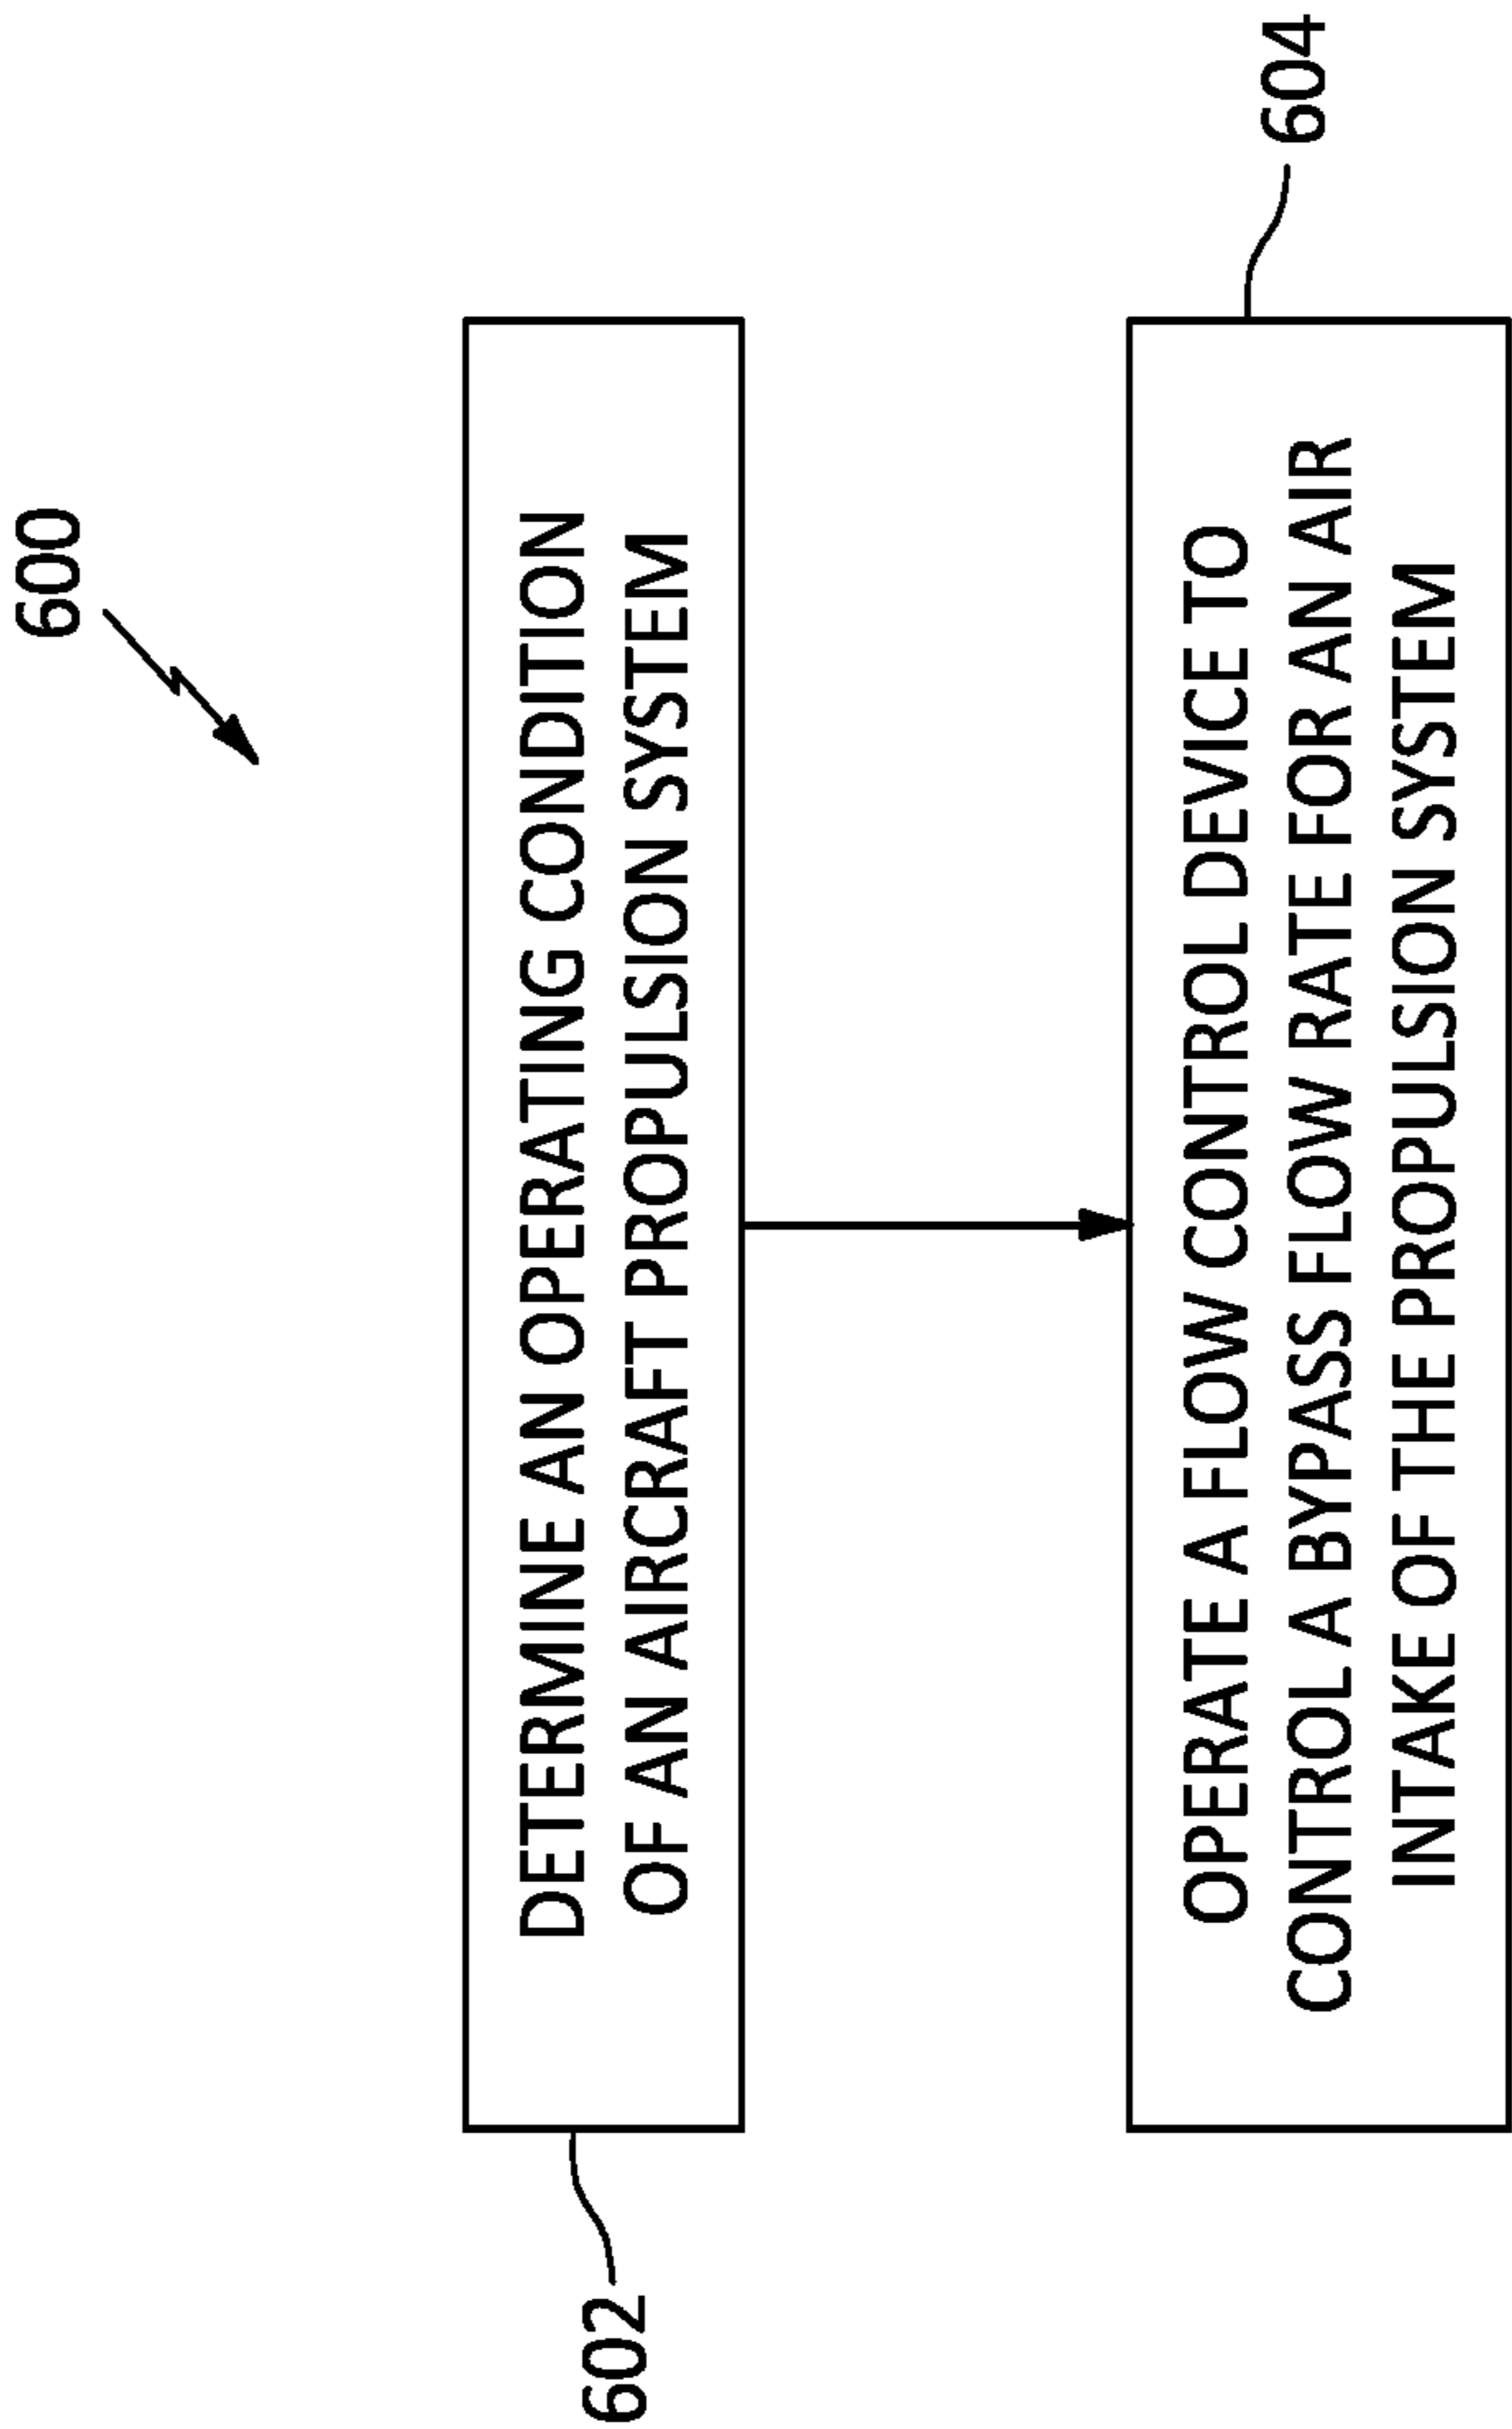 600
602
DETERMINE AN OPERATING CONDITION
OF AN AIRCRAFT PROPULSION SYSTEM
604
OPERATE A FLOW CONTROL DEVICE TO
CONTROL A BYPASS FLOW RATE FOR AN AIR
INTAKE OF THE PROPULSION SYSTEM